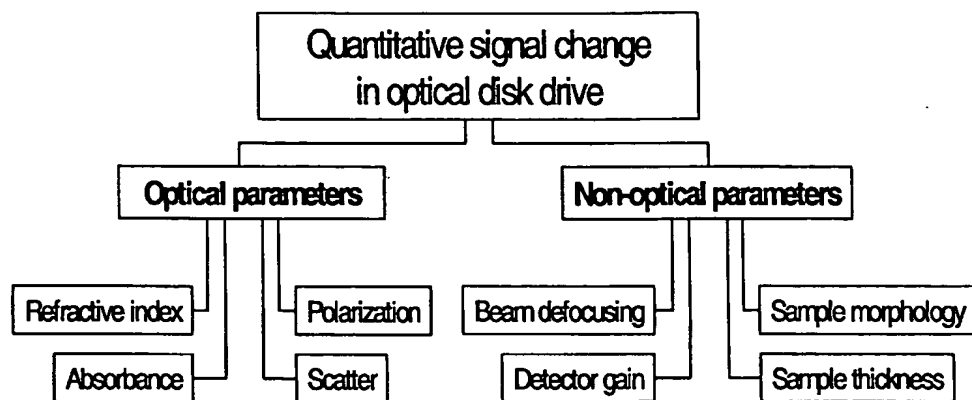 Quantitative signal change
in optical disk drive
Optical parameters
Non-optical parameters
Refractive index
Polarization
Beam defocusing
Sample morphology
Absorbance
Scatter
Detector gain
Sample thickness